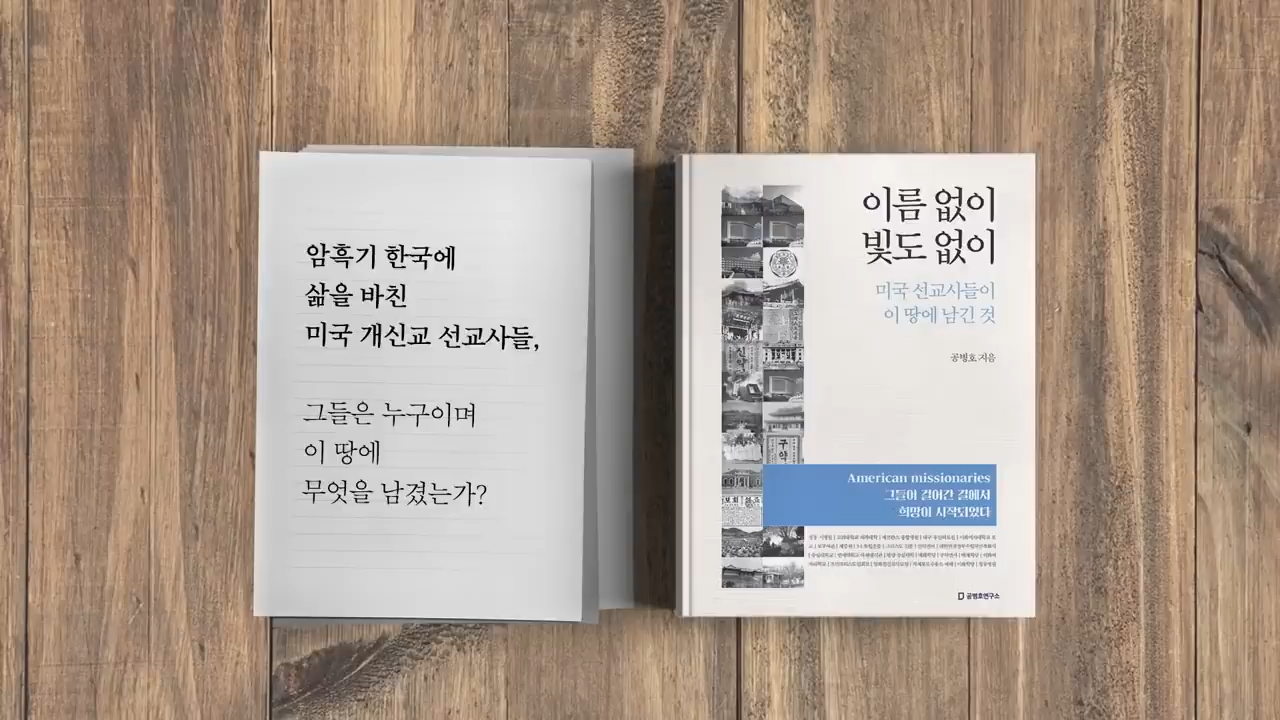 암흑기 한국에
삶을 바친
미국 개신교 선교사들,
그들은 누구이며
이 땅에
무엇을 남겼는가?
이름 없이
빛도 없이
미국 선교사들이
이 땅에 남긴 것
공병호 지음
구약
American missionaries
그들이 걸어간 길에서
희망이 시작되었다
공병호연구소